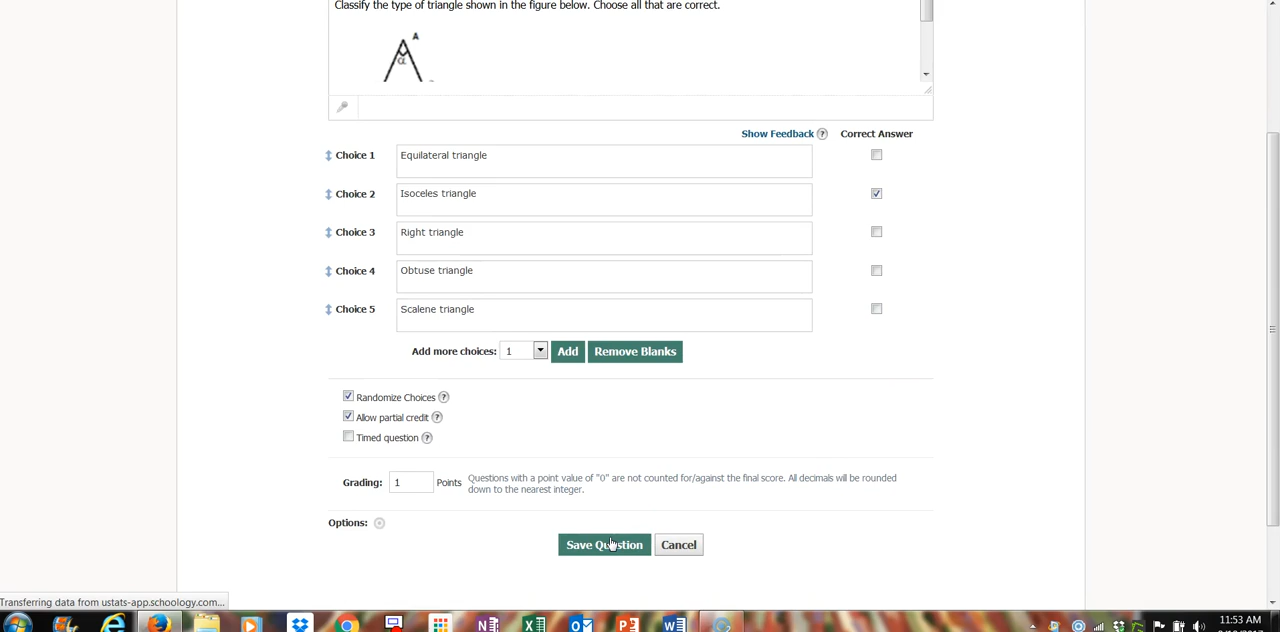 Classify the type of triangle shown in the figure below. Choose all that are correct.
A
α
Show Feedback ? Correct Answer
Choice 1 Equilateral triangle
Choice 2 Isoceles triangle
Choice 3 Right triangle
Choice 4 Obtuse triangle
Choice 5 Scalene triangle
Add more choices: 1 Add Remove Blanks
Randomize Choices ?
Allow partial credit ?
Timed question ?
Grading: 1 Points Questions with a point value of "0" are not counted for/against the final score. All decimals will be rounded
down to the nearest integer.
Options:
Save Question Cancel
Transferring data from ustats-app.schoology.com...
11:53 AM